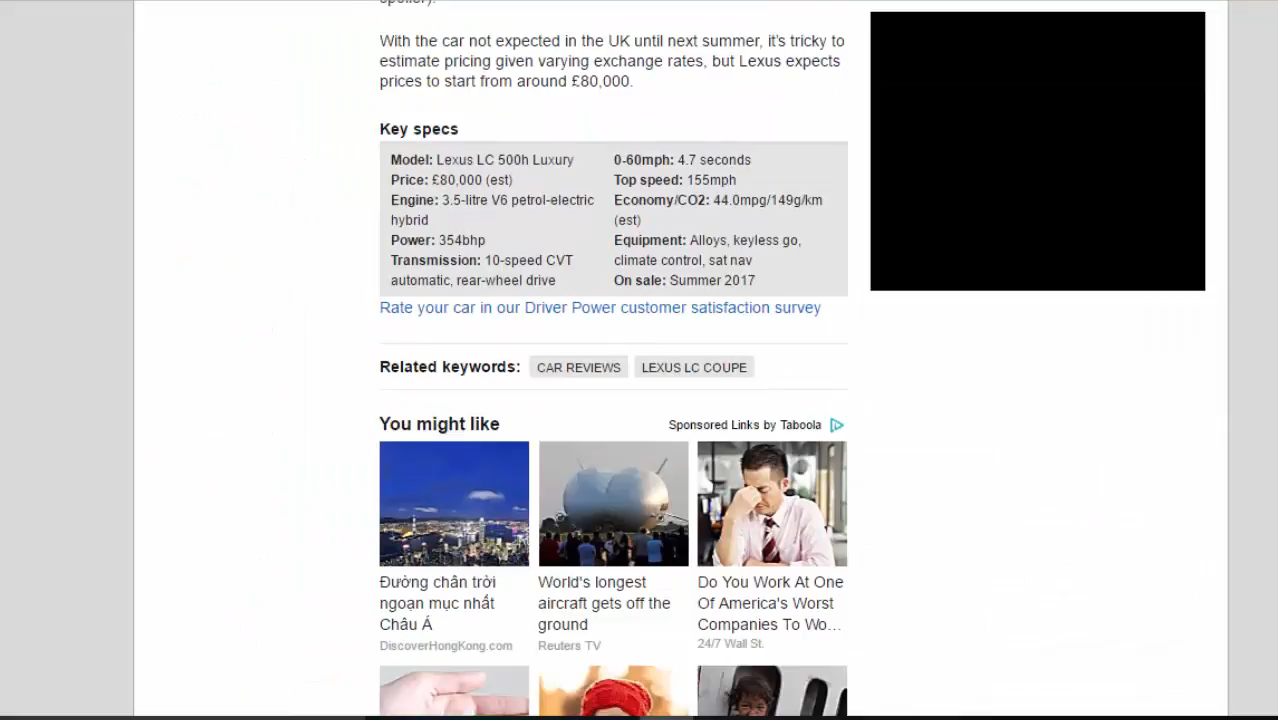 With the car not expected in the UK until next summer, it's tricky to
estimate pricing given varying exchange rates, but Lexus expects
prices to start from around £80,000.
Key specs
Model: Lexus LC 500h Luxury
Price: £80,000 (est)
Engine: 3.5-litre V6 petrol-electric
hybrid
Power: 354bhp
Transmission: 10-speed CVT
automatic, rear-wheel drive
0-60mph: 4.7 seconds
Top speed: 155mph
Economy/CO2: 44.0mpg/149g/km
(est)
Equipment: Alloys, keyless go,
climate control, sat nav
On sale: Summer 2017
Rate your car in our Driver Power customer satisfaction survey
Related keywords: CAR REVIEWS LEXUS LC COUPE
You might like
Sponsored Links by Taboola
Đường chân trời
ngoạn mục nhất
Châu Á
DiscoverHongKong.com
World's longest
aircraft gets off the
ground
Reuters TV
Do You Work At One
Of America's Worst
Companies To Wo...
24/7 Wall St.